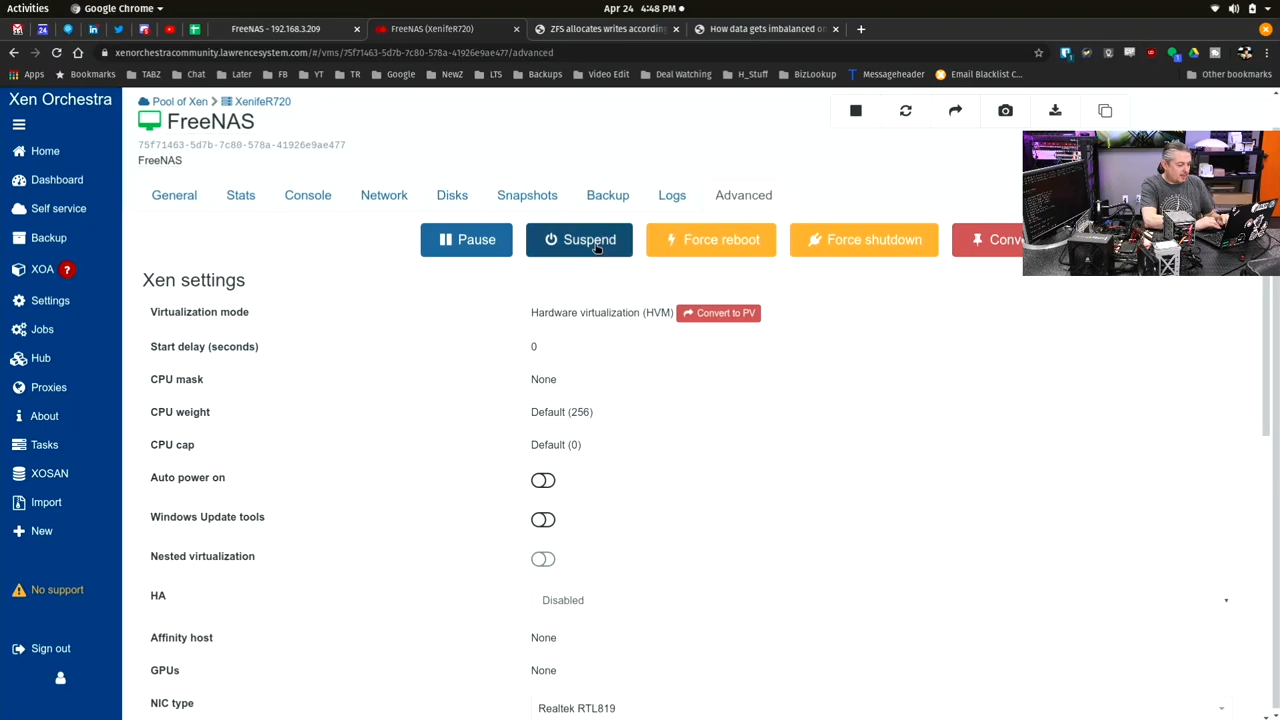 Activities
Google Chrome
Apr 24 4:48 PM
24
FreeNAS - 192.168.3.209
FreeNAS (XenifeR720)
ZFS allocates writes according
How data gets imbalanced on
xenorchestracommunity.lawrencesystem.com/#/vms/75f71463-5d7b-7c80-578a-41926e9ae477/advanced
Apps
Bookmarks
TABZ
Chat
Later
FB
YT
TR
Google
NewZ
LTS
Backups
Video Edit
Deal Watching
H_Stuff
BizLookup
Messageheader
Email Blacklist C...
Other bookmarks
Xen Orchestra
Home
Dashboard
Self service
Backup
XOA ?
Settings
Jobs
Hub
Proxies
About
Tasks
XOSAN
Import
New
No support
Sign out
Pool of Xen
XenifeR720
FreeNAS
75f71463-5d7b-7c80-578a-41926e9ae477
FreeNAS
General
Stats
Console
Network
Disks
Snapshots
Backup
Logs
Advanced
Pause
Suspend
Force reboot
Force shutdown
Conve
Xen settings
Virtualization mode
Hardware virtualization (HVM)
Convert to PV
Start delay (seconds)
0
CPU mask
None
CPU weight
Default (256)
CPU cap
Default (0)
Auto power on
Windows Update tools
Nested virtualization
HA
Disabled
Affinity host
None
GPUs
None
NIC type
Realtek RTL819